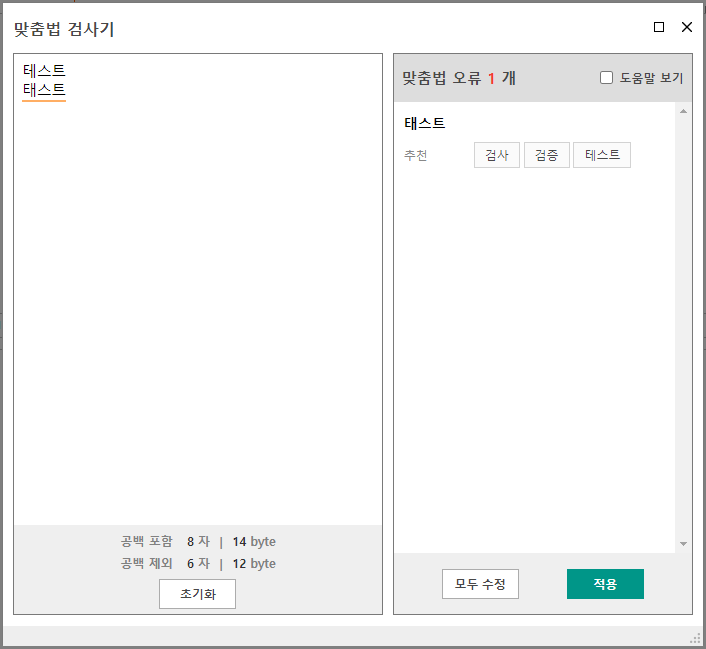 맞춤법 검사기
테스트
태스트
공백 포함 8 자 | 14 byte
공백 제외 6 자 | 12 byte
초기화
맞춤법 오류 1 개 도움말 보기
태스트
추천 검사 검증 테스트
모두 수정 적용